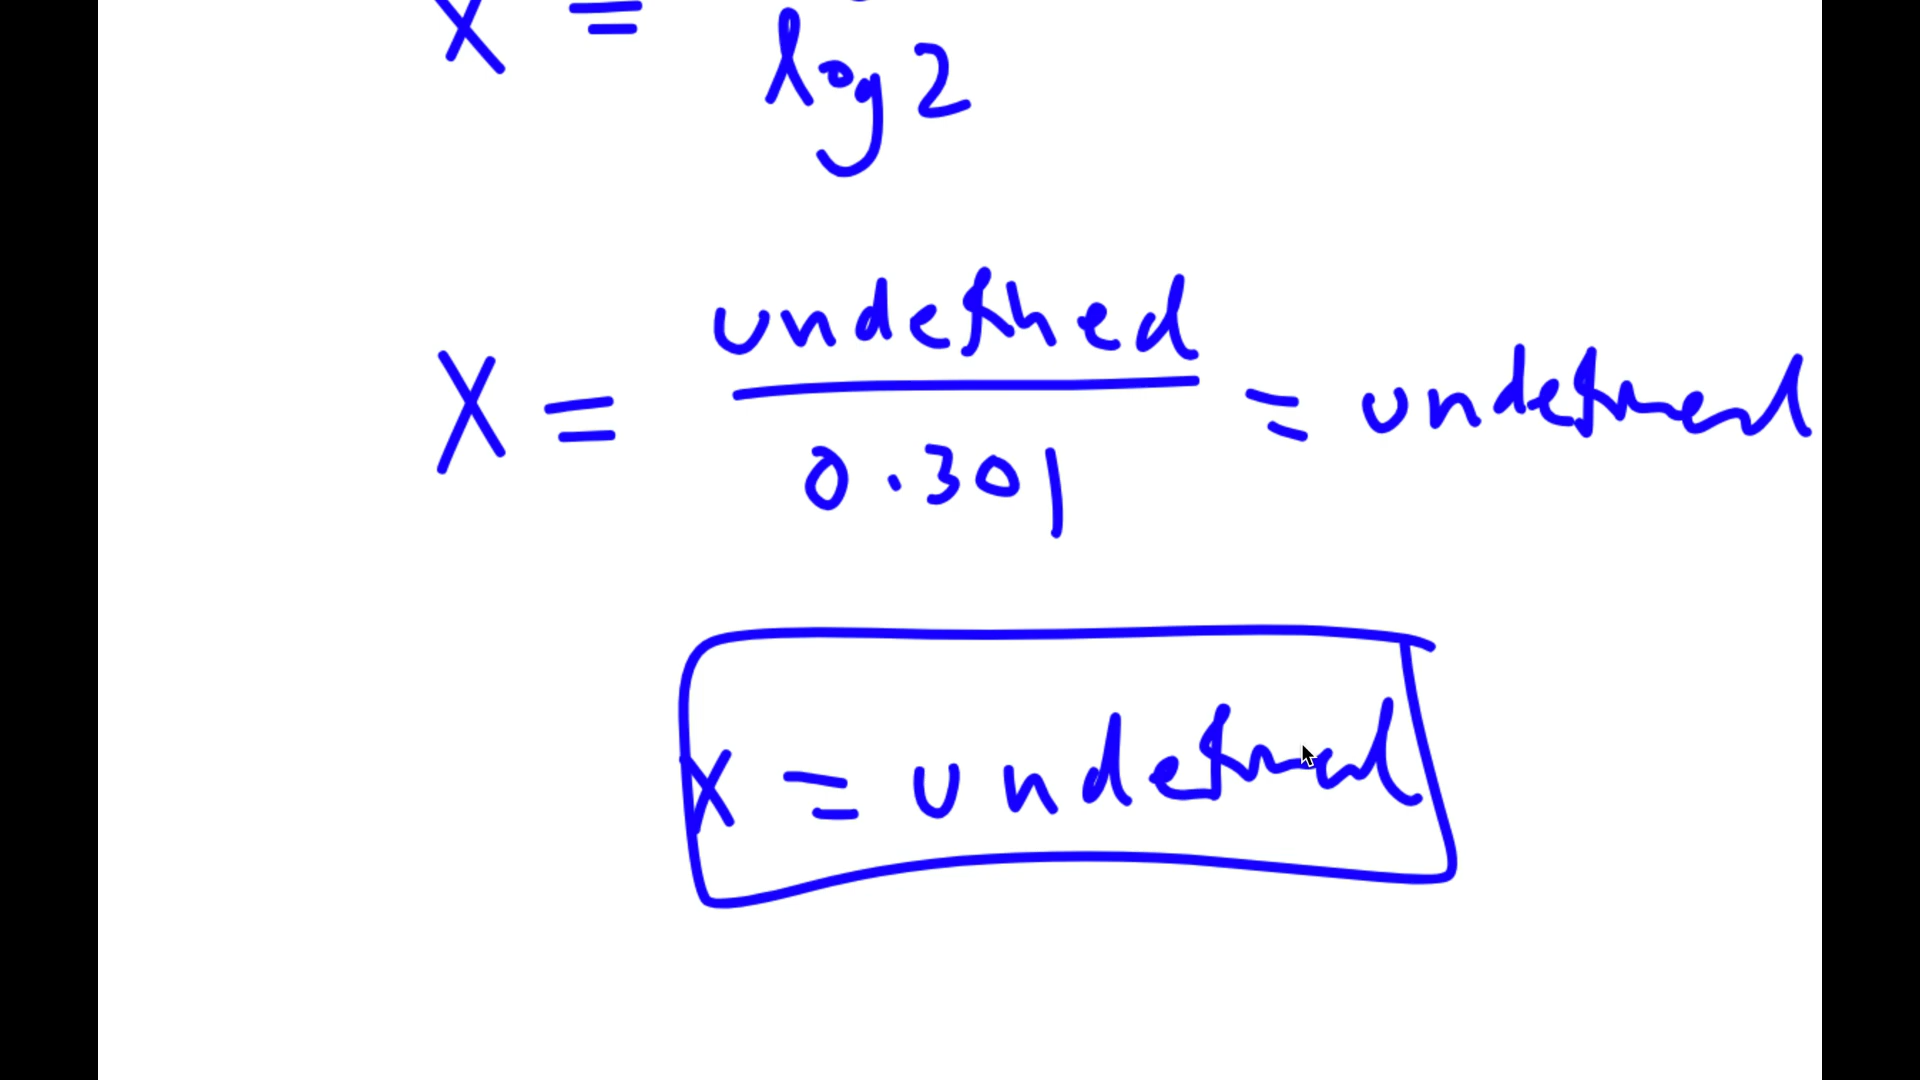 X =
log 2
X = undefined / 0.301 = undefined
x = undefined